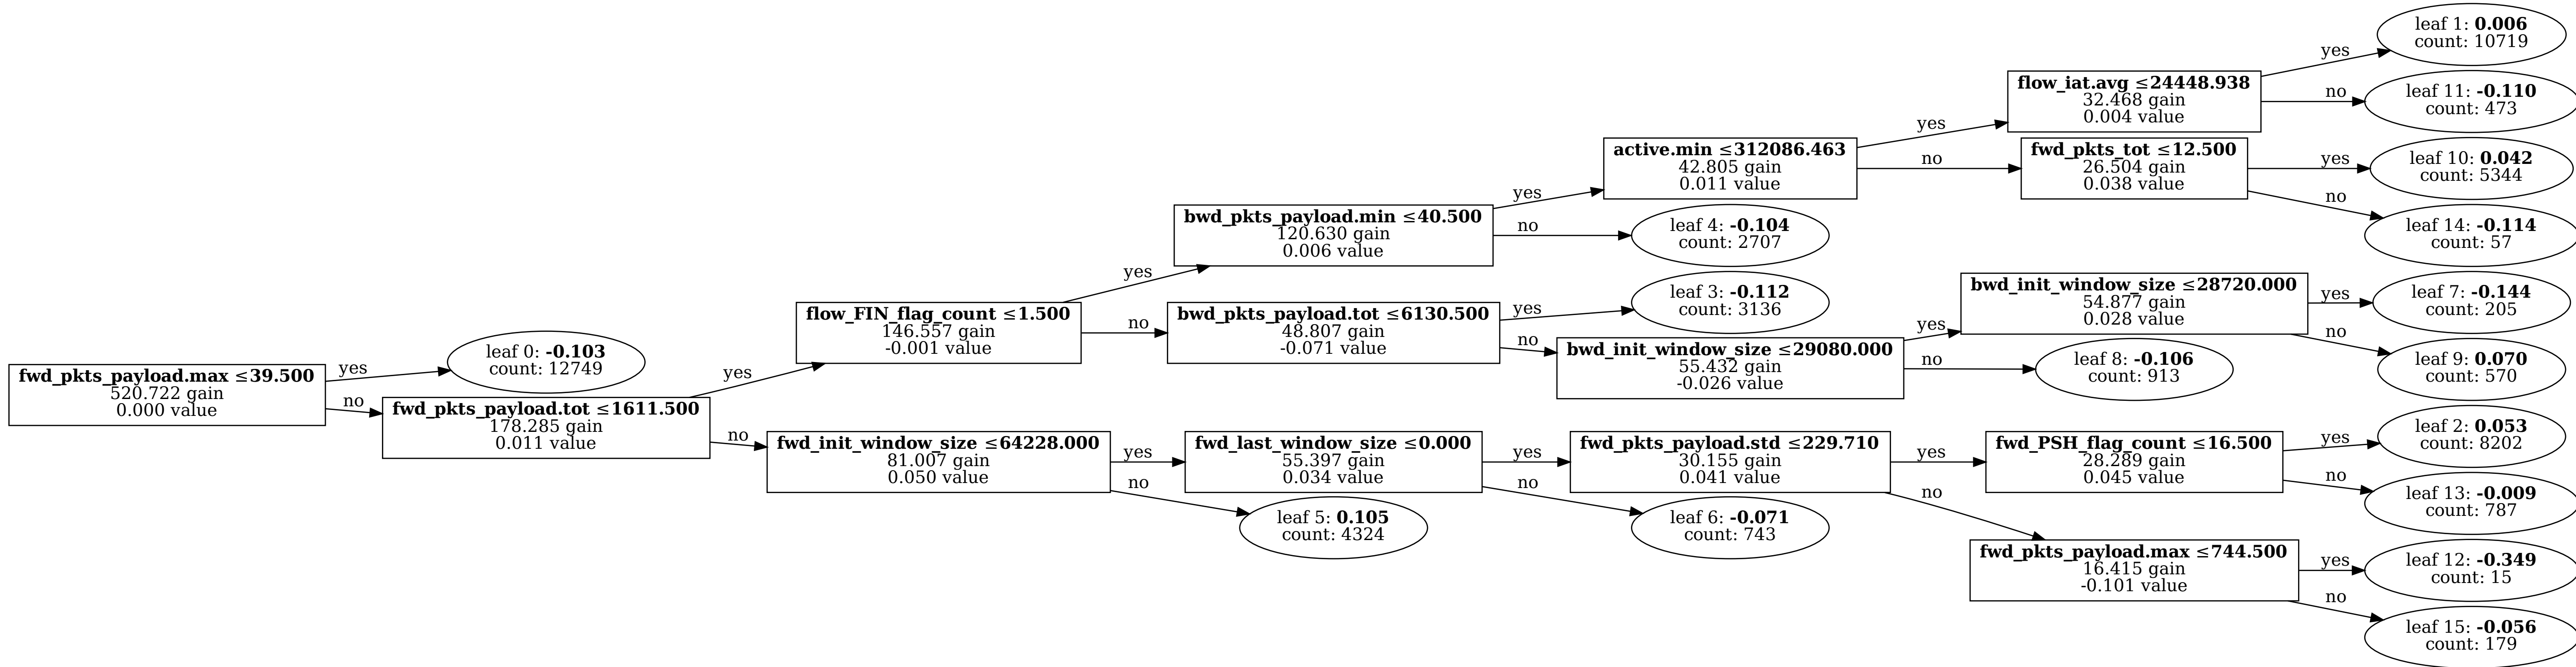 fwd_pkts_payload.max ≤39.500
520.722 gain
0.000 value
yes
no
leaf 0: -0.103
count: 12749
fwd_pkts_payload.tot ≤1611.500
178.285 gain
0.011 value
yes
no
flow_FIN_flag_count ≤1.500
146.557 gain
-0.001 value
yes
no
fwd_init_window_size ≤64228.000
81.007 gain
0.050 value
yes
no
bwd_pkts_payload.min ≤40.500
120.630 gain
0.006 value
yes
no
bwd_pkts_payload.tot ≤6130.500
48.807 gain
-0.071 value
yes
no
fwd_last_window_size ≤0.000
55.397 gain
0.034 value
yes
no
leaf 5: 0.105
count: 4324
active.min ≤312086.463
42.805 gain
0.011 value
yes
no
leaf 4: -0.104
count: 2707
leaf 3: -0.112
count: 3136
bwd_init_window_size ≤29080.000
55.432 gain
-0.026 value
yes
no
fwd_pkts_payload.std ≤229.710
30.155 gain
0.041 value
yes
no
leaf 6: -0.071
count: 743
flow_iat.avg ≤24448.938
32.468 gain
0.004 value
yes
no
fwd_pkts_tot ≤12.500
26.504 gain
0.038 value
yes
no
bwd_init_window_size ≤28720.000
54.877 gain
0.028 value
yes
no
leaf 8: -0.106
count: 913
fwd_PSH_flag_count ≤16.500
28.289 gain
0.045 value
yes
no
fwd_pkts_payload.max ≤744.500
16.415 gain
-0.101 value
yes
no
leaf 1: 0.006
count: 10719
leaf 11: -0.110
count: 473
leaf 10: 0.042
count: 5344
leaf 14: -0.114
count: 57
leaf 7: -0.144
count: 205
leaf 9: 0.070
count: 570
leaf 2: 0.053
count: 8202
leaf 13: -0.009
count: 787
leaf 12: -0.349
count: 15
leaf 15: -0.056
count: 179